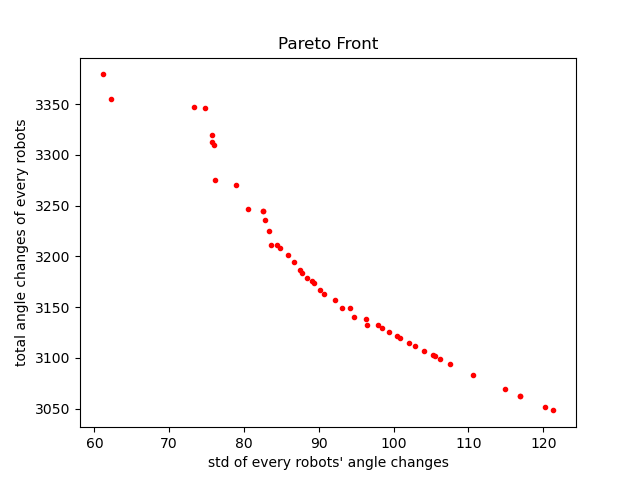 Pareto Front
total angle changes of every robots
3350
3300
3250
3200
3150
3100
3050
60 70 80 90 100 110 120
std of every robots' angle changes